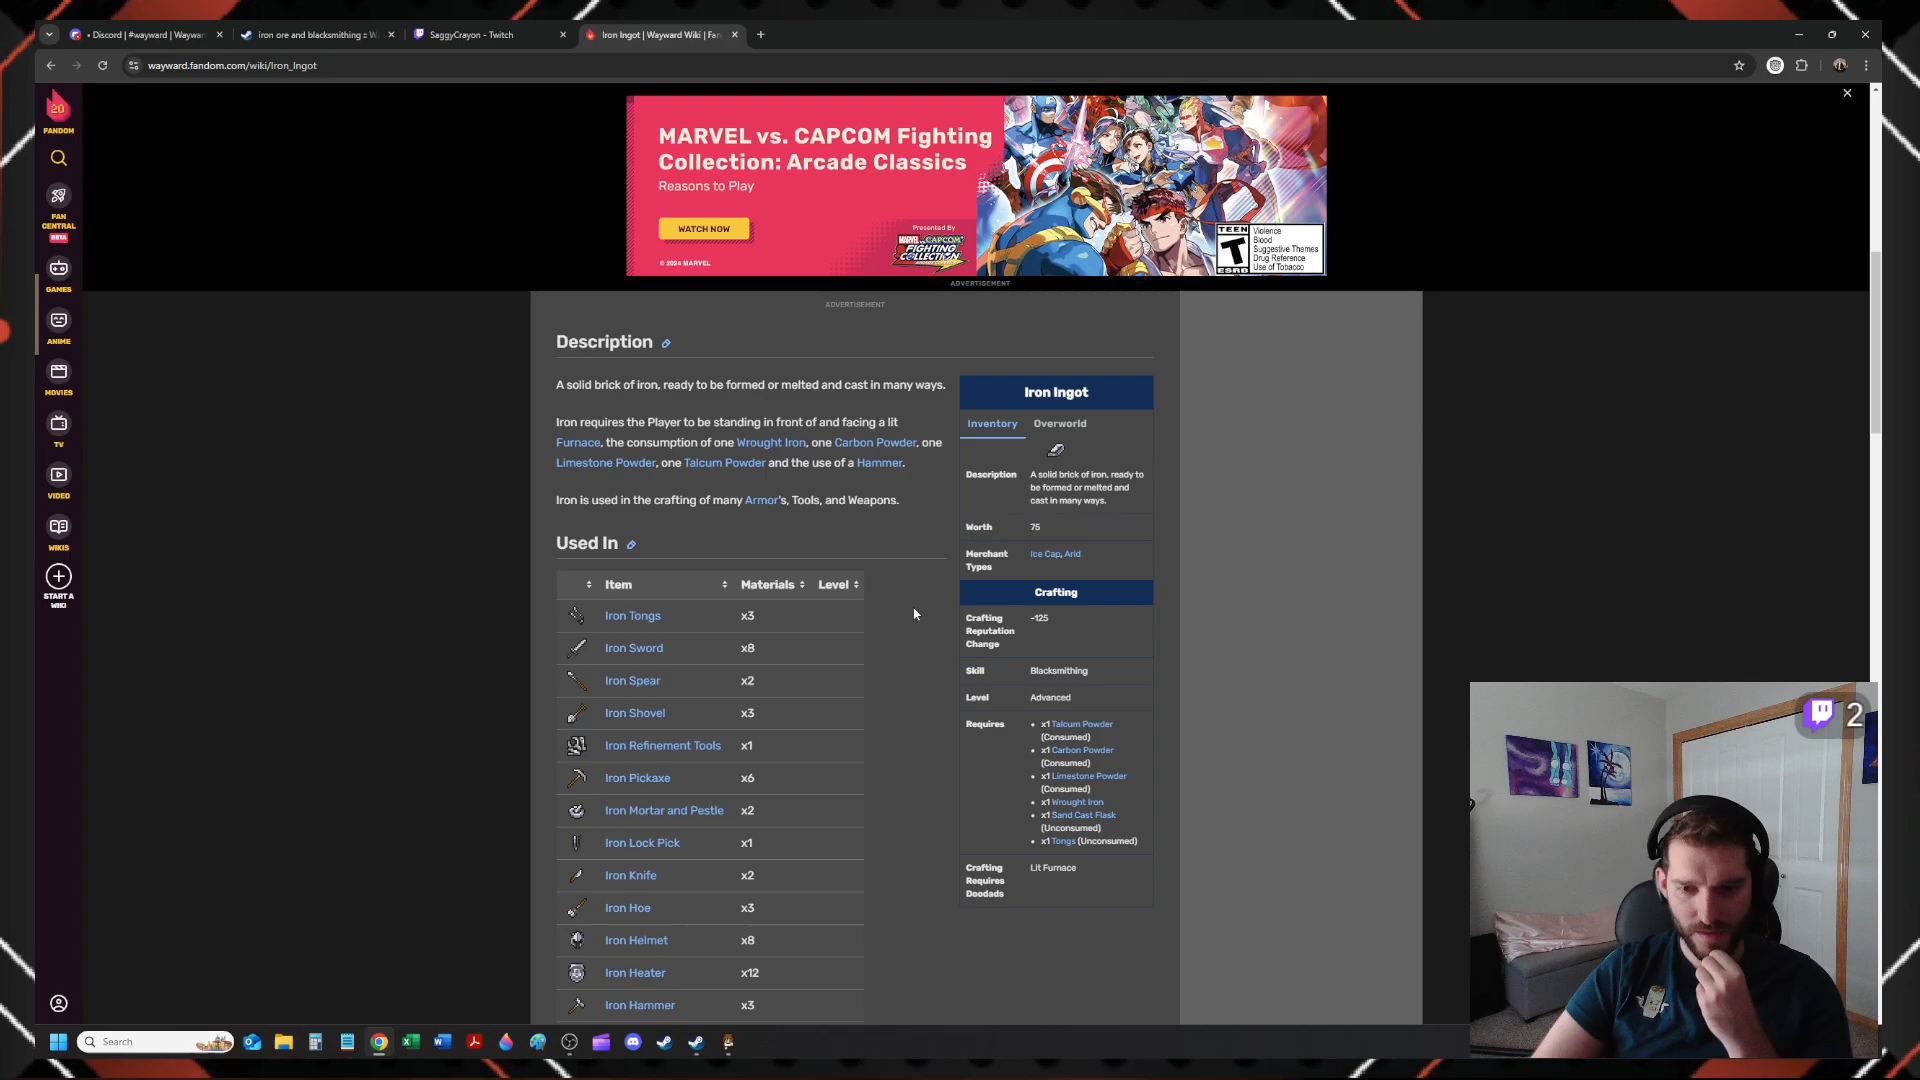 • Discord | #wayward | Waywar
iron ore and blacksmithing :: W
SaggyCrayon - Twitch
Iron Ingot | Wayward Wiki | Fan
wayward.fandom.com/wiki/Iron_Ingot
20
FANDOM
FAN CENTRAL
BETA
GAMES
ANIME
MOVIES
TV
VIDEO
WIKIS
START A WIKI
MARVEL vs. CAPCOM Fighting
Collection: Arcade Classics
Reasons to Play
WATCH NOW
© 2024 MARVEL
Presented By
MARVEL vs. CAPCOM
FIGHTING
COLLECTION
TEEN
T
ESRB
Violence
Blood
Suggestive Themes
Drug Reference
Use of Tobacco
ADVERTISEMENT
ADVERTISEMENT
Description
A solid brick of iron, ready to be formed or melted and cast in many ways.
Iron requires the Player to be standing in front of and facing a lit
Furnace, the consumption of one Wrought Iron, one Carbon Powder, one
Limestone Powder, one Talcum Powder and the use of a Hammer.
Iron is used in the crafting of many Armor's, Tools, and Weapons.
Used In
Item Materials Level
Iron Tongs x3
Iron Sword x8
Iron Spear x2
Iron Shovel x3
Iron Refinement Tools x1
Iron Pickaxe x6
Iron Mortar and Pestle x2
Iron Lock Pick x1
Iron Knife x2
Iron Hoe x3
Iron Helmet x8
Iron Heater x12
Iron Hammer x3
Iron Ingot
Inventory Overworld
Description A solid brick of iron, ready to
be formed or melted and
cast in many ways.
Worth 75
Merchant Types Ice Cap, Arid
Crafting
Crafting Reputation Change -125
Skill Blacksmithing
Level Advanced
Requires
• x1 Talcum Powder
(Consumed)
• x1 Carbon Powder
(Consumed)
• x1 Limestone Powder
(Consumed)
• x1 Wrought Iron
• x1 Sand Cast Flask
(Unconsumed)
• x1 Tongs (Unconsumed)
Crafting Requires Doodads Lit Furnace
2
Search